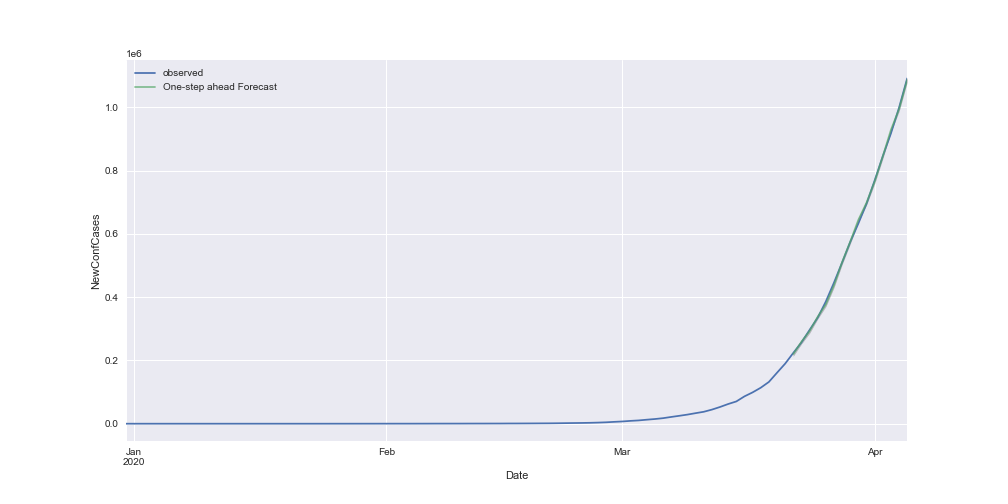 1e6
observed
One-step ahead Forecast
1.0
0.8
0.6
0.4
0.2
0.0
NewConfCases
Jan
2020
Feb
Mar
Apr
Date